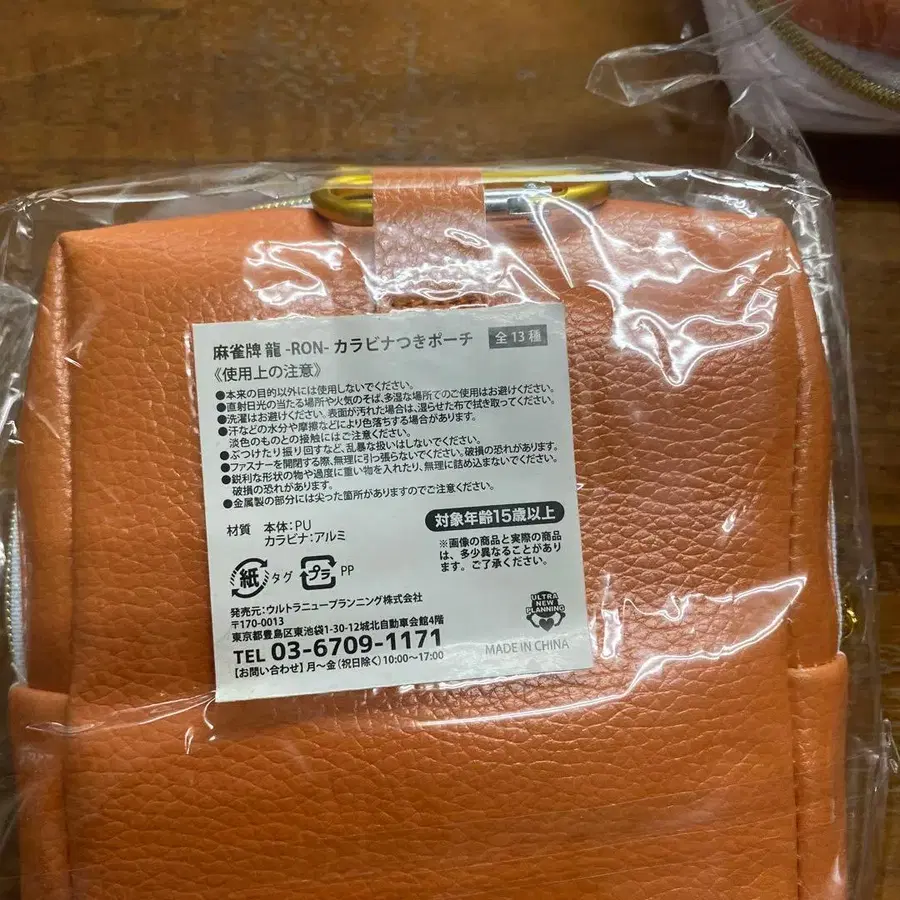 麻雀牌 龍 -RON- カラビナつきポーチ 全13種
《使用上の注意》
●本来の目的以外には使用しないでください。
●直射日光の当たる場所や火気のそば、多湿な場所でのご使用はお避けください。
●洗濯はお避けください。表面が汚れた場合は、湿らせた布で拭き取ってください。
●汗などの水分や摩擦などにより色落ちする場合があります。
淡色のものとの接触にはご注意ください。
●ぶつけたり振り回すなど、乱暴な扱いはしないでください。
●ファスナーを開閉する際、無理に引っ張らないでください。破損の恐れがあります。
●鋭利な形状の物や過度に重い物を入れたり、無理に詰め込まないでください。
破損の恐れがあります。
●金属製の部分には尖った箇所がありますのでご注意ください。
材質 本体:PU
カラビナ:アルミ
対象年齢15歳以上
※画像の商品と実際の商品
は、多少異なることがあり
ます。ご了承ください。
紙 タグ プラ PP
発売元:ウルトラニュープランニング株式会社
〒170-0013
東京都豊島区東池袋1-30-12城北自動車会館4階
TEL 03-6709-1171
【お問い合わせ】月〜金(祝日除く)10:00〜17:00
ULTRA
NEW
PLANNING
MADE IN CHINA